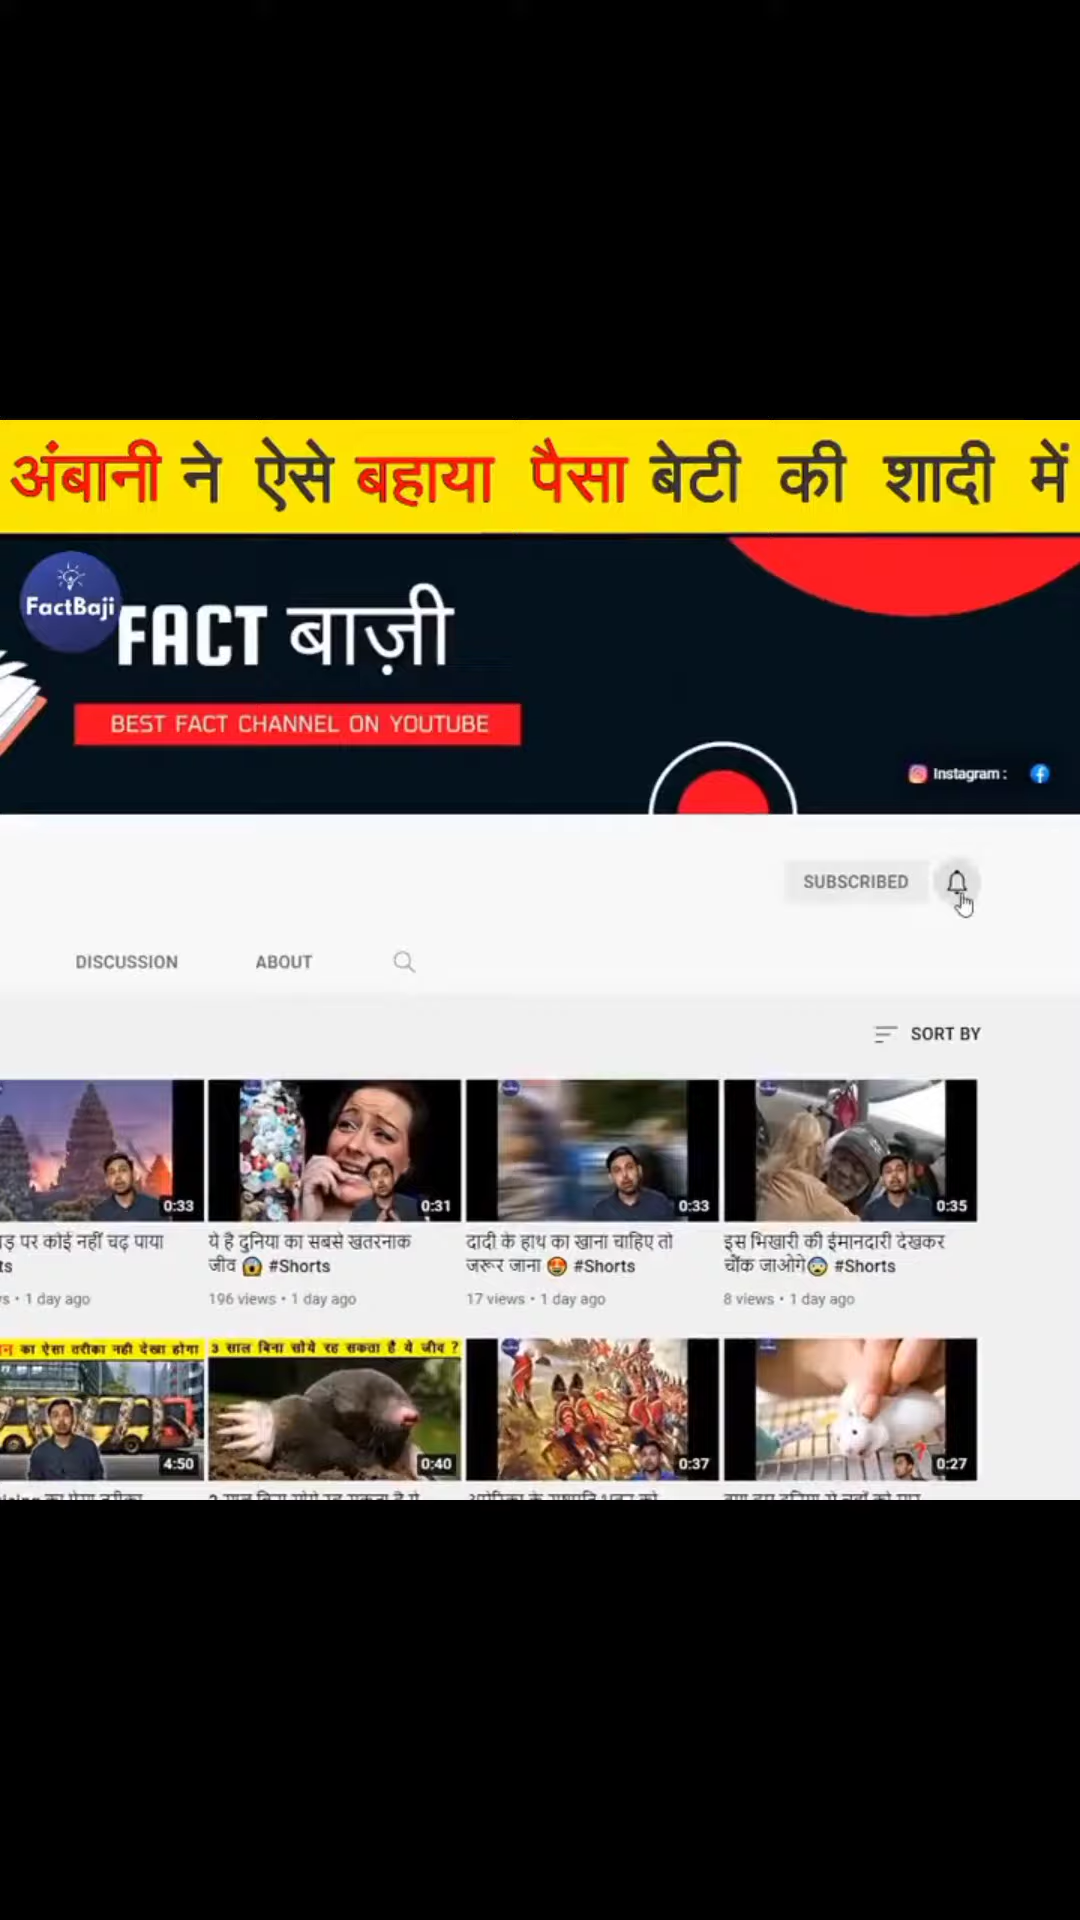 अंबानी ने ऐसे बहाया पैसा बेटी की शादी में
FactBaji
FACT बाज़ी
BEST FACT CHANNEL ON YOUTUBE
Instagram :
SUBSCRIBED
DISCUSSION ABOUT
SORT BY
0:33 0:31 0:33 0:35
पर कोई नहीं चढ़ पाया
1 day ago
ये है दुनिया का सबसे खतरनाक
जीव 😱 #Shorts
196 views • 1 day ago
दादी के हाथ का खाना चाहिए तो
जरूर जाना 🤩 #Shorts
17 views • 1 day ago
इस भिखारी की ईमानदारी देखकर
चौंक जाओगे😨 #Shorts
8 views • 1 day ago
का ऐसा तरीका नही देखा होगा
4:50
3 साल बिना सोये रह सकता है ये जीव ?
0:40
0:37
?
0:27